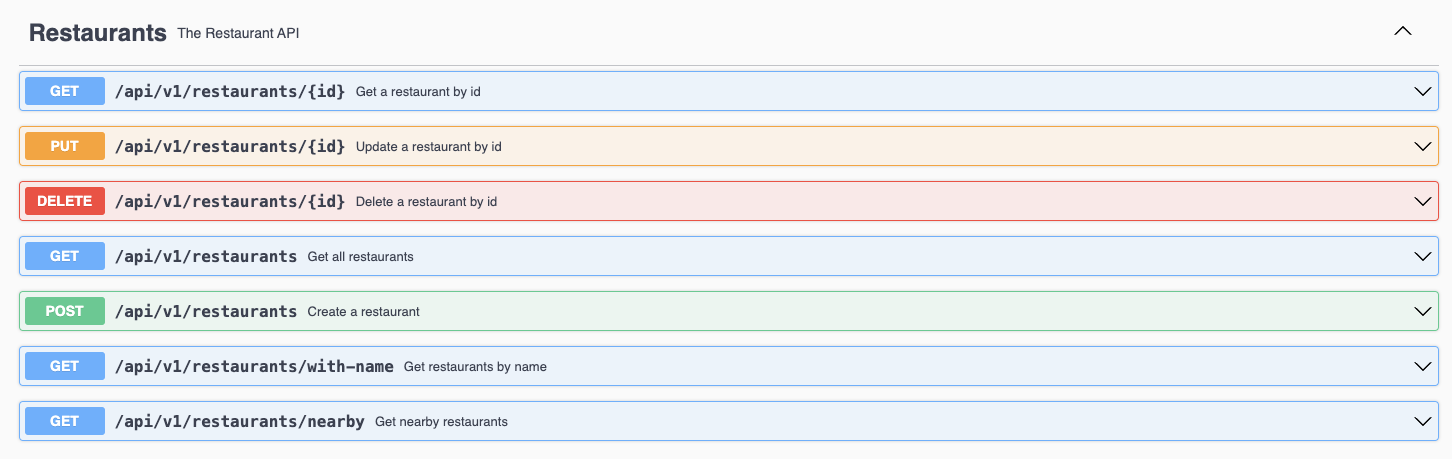 Restaurants The Restaurant API
GET /api/v1/restaurants/{id} Get a restaurant by id
PUT /api/v1/restaurants/{id} Update a restaurant by id
DELETE /api/v1/restaurants/{id} Delete a restaurant by id
GET /api/v1/restaurants Get all restaurants
POST /api/v1/restaurants Create a restaurant
GET /api/v1/restaurants/with-name Get restaurants by name
GET /api/v1/restaurants/nearby Get nearby restaurants